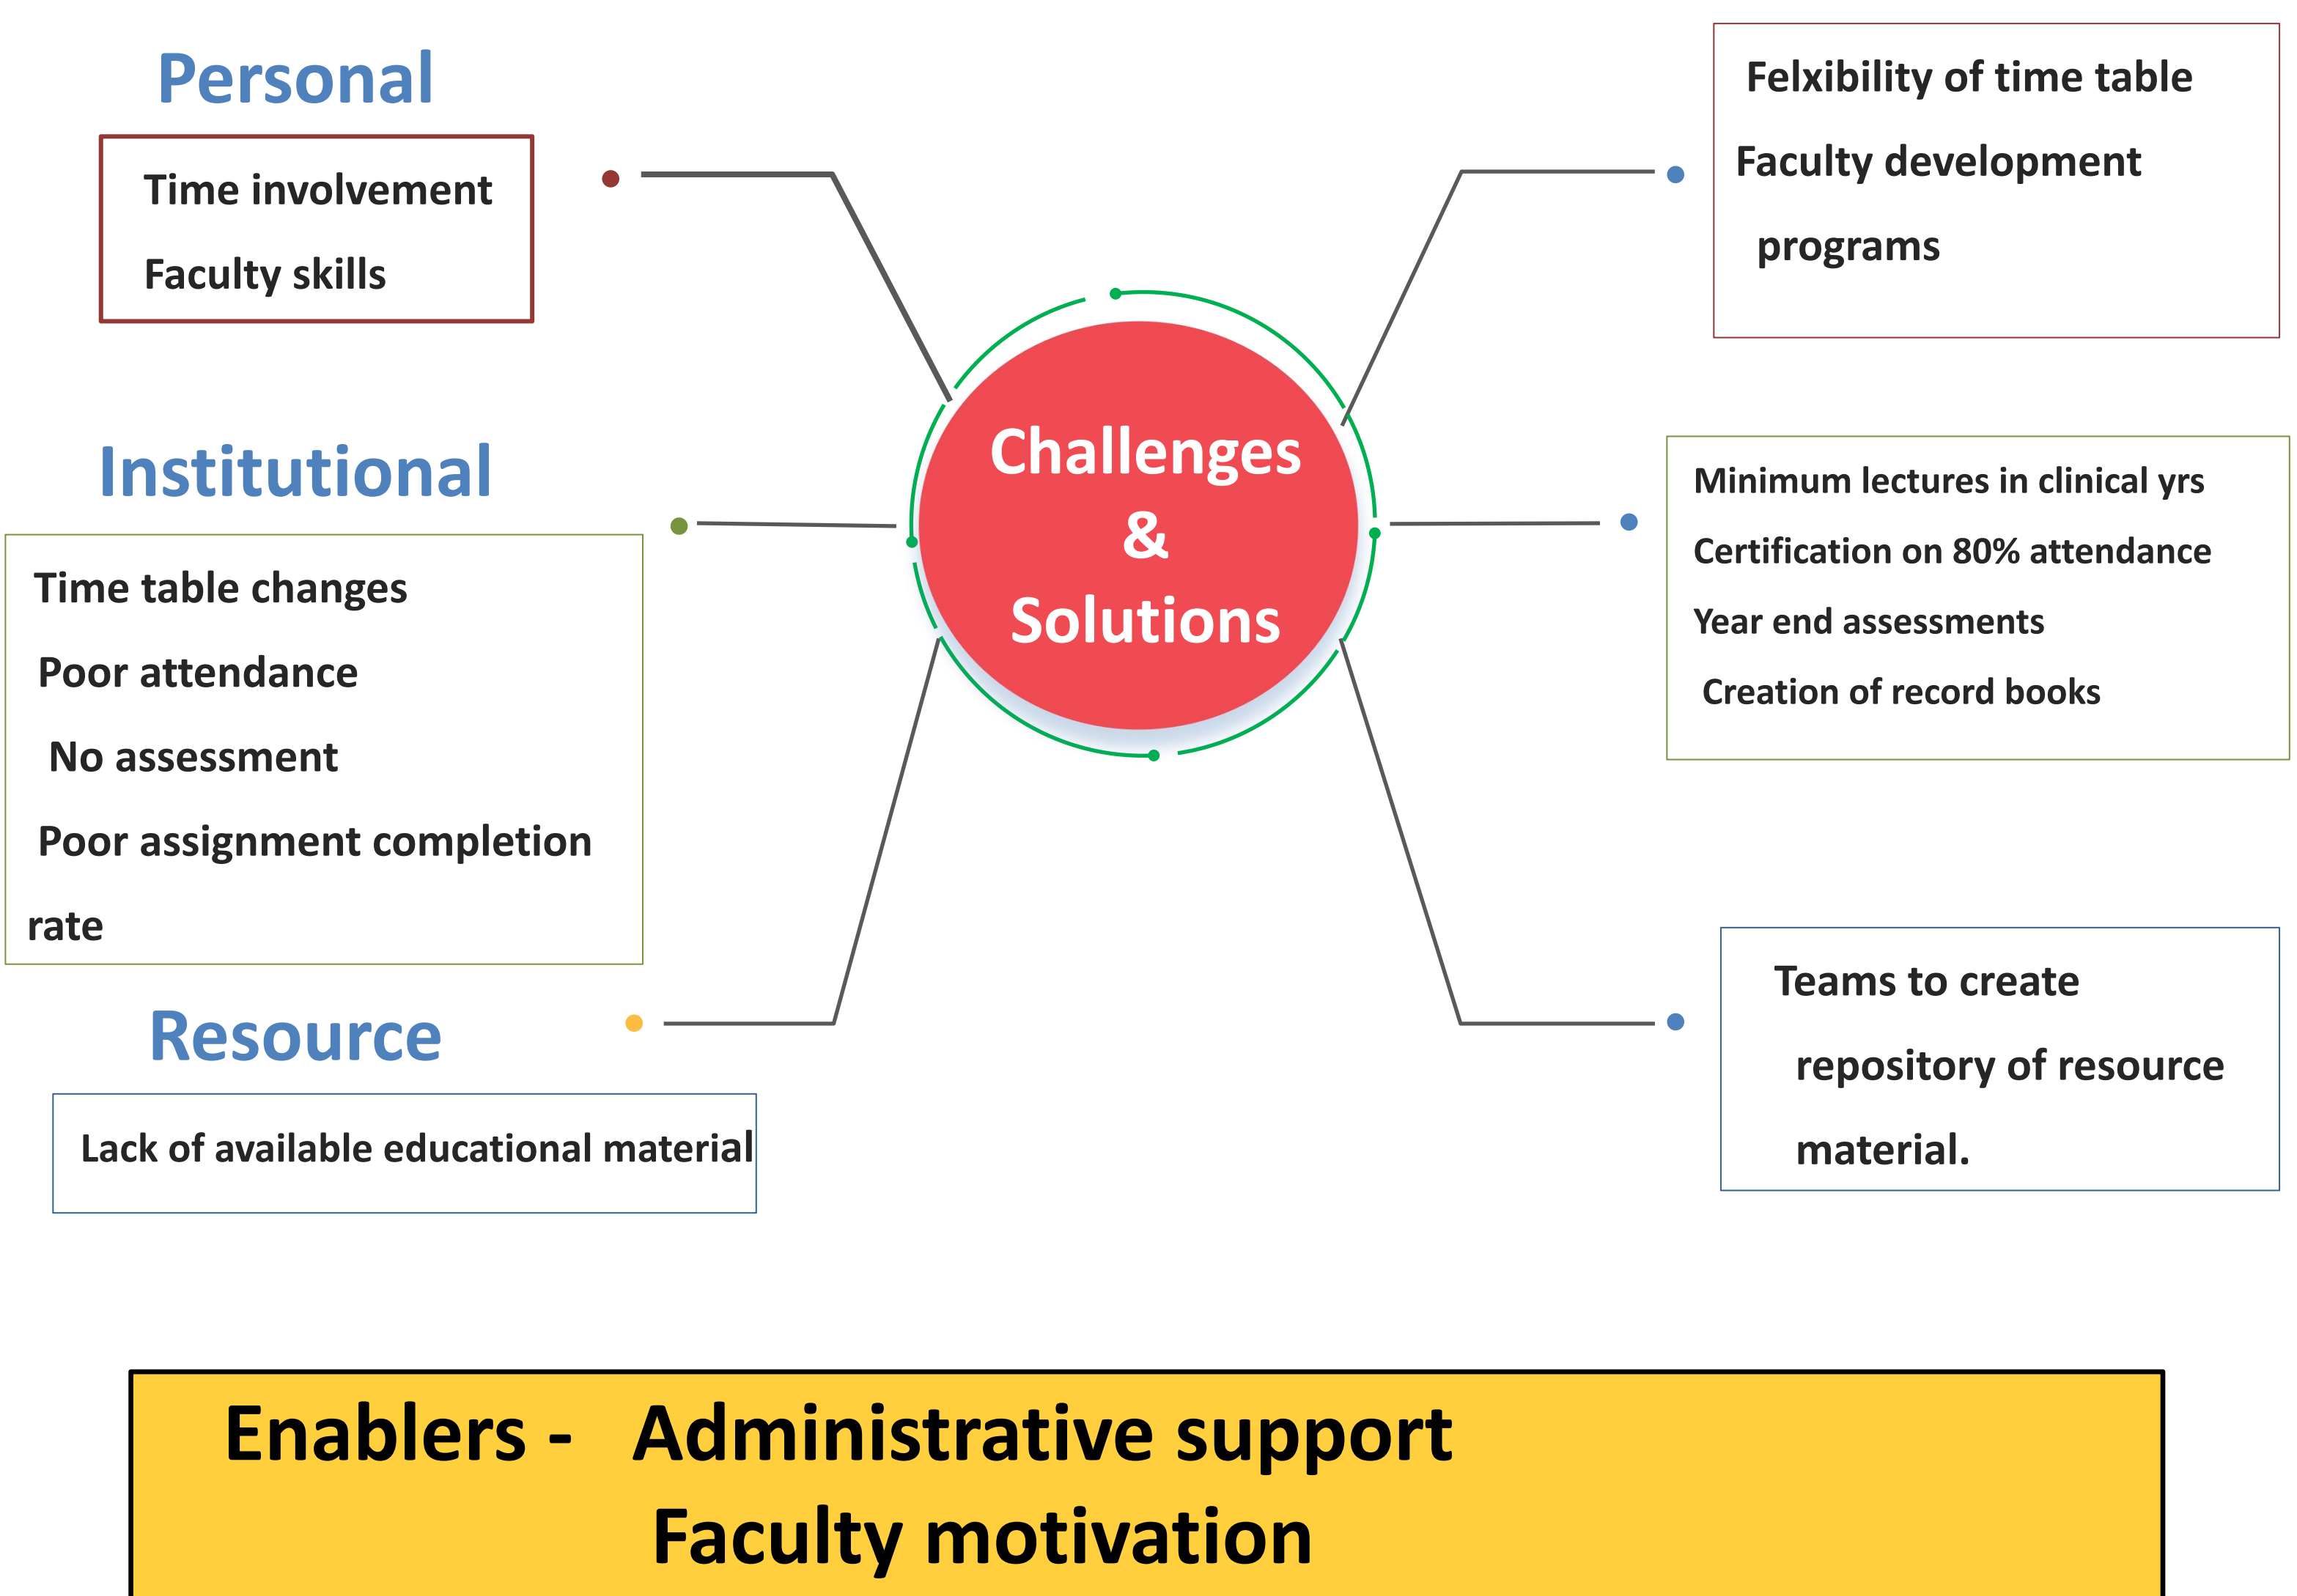 Personal
Time involvement
Faculty skills
Institutional
Time table changes
Poor attendance
No assessment
Poor assignment completion
rate
Resource
Lack of available educational material
Challenges
&
Solutions
Felxibility of time table
Faculty development
programs
Minimum lectures in clinical yrs
Certification on 80% attendance
Year end assessments
Creation of record books
Teams to create
repository of resource
material.
Enablers - Administrative support
Faculty motivation